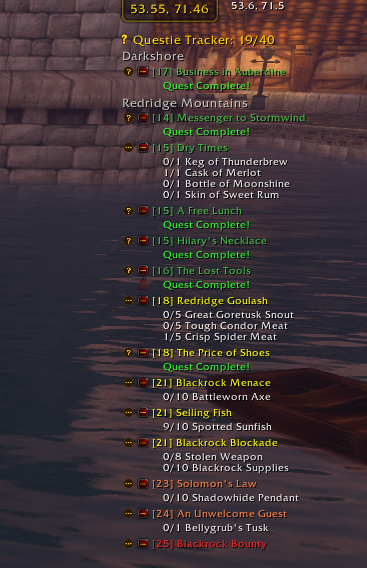 53.55, 71.46
53.6, 71.5
? Questie Tracker: 19/40
Darkshore
[17] Business in Auberdine
Quest Complete!
Redridge Mountains
[14] Messenger to Stormwind
Quest Complete!
[15] Dry Times
0/1 Keg of Thunderbrew
1/1 Cask of Merlot
0/1 Bottle of Moonshine
0/1 Skin of Sweet Rum
[15] A Free Lunch
Quest Complete!
[15] Hilary's Necklace
Quest Complete!
[16] The Lost Tools
Quest Complete!
[18] Redridge Goulash
0/5 Great Goretusk Snout
0/5 Tough Condor Meat
1/5 Crisp Spider Meat
[18] The Price of Shoes
Quest Complete!
[21] Blackrock Menace
0/10 Battleworn Axe
[21] Selling Fish
9/10 Spotted Sunfish
[21] Blackrock Blockade
0/8 Stolen Weapon
0/10 Blackrock Supplies
[23] Solomon's Law
0/10 Shadowhide Pendant
[24] An Unwelcome Guest
0/1 Bellygrub's Tusk
[25] Blackrock Bounty